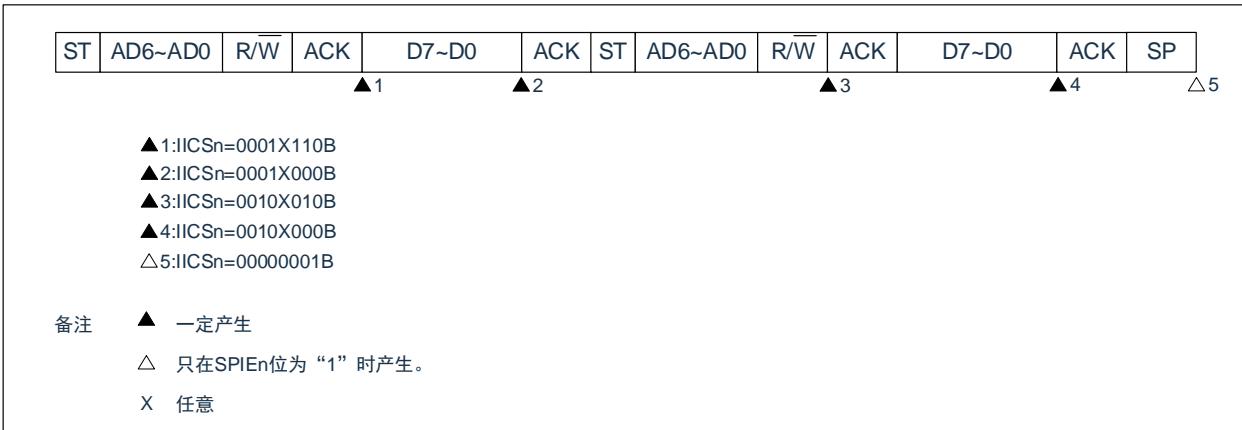 ST AD6~AD0 R/W̅ ACK D7~D0 ACK ST AD6~AD0 R/W̅ ACK D7~D0 ACK SP
▲1 ▲2 ▲3 ▲4 △5
▲1:IICSn=0001X110B
▲2:IICSn=0001X000B
▲3:IICSn=0010X010B
▲4:IICSn=0010X000B
△5:IICSn=00000001B
备注 ▲ 一定产生
△ 只在SPIEn位为“1”时产生。
X 任意